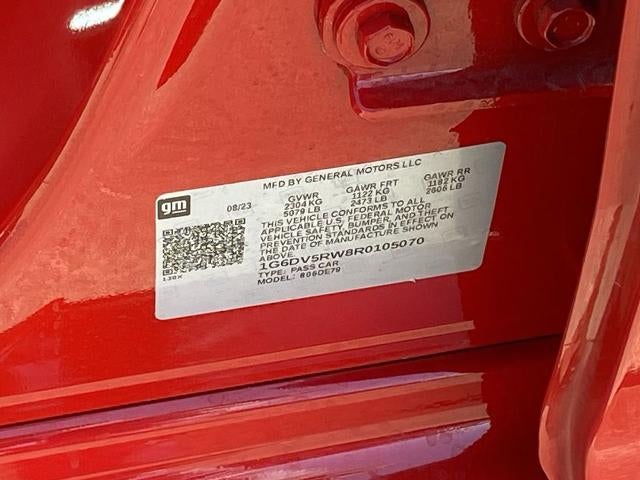 MFD BY GENERAL MOTORS LLC
gm
08/23
GVWR GAWR FRT GAWR RR
2304 KG 1122 KG 1182 KG
5079 LB 2473 LB 2606 LB
THIS VEHICLE CONFORMS TO ALL
APPLICABLE U.S. FEDERAL MOTOR
VEHICLE SAFETY, BUMPER, AND THEFT
PREVENTION STANDARDS IN EFFECT ON
THE DATE OF MANUFACTURE SHOWN
ABOVE.
1G6DV5RW8R0105070
TYPE: PASS CAR
MODEL: 6DE79